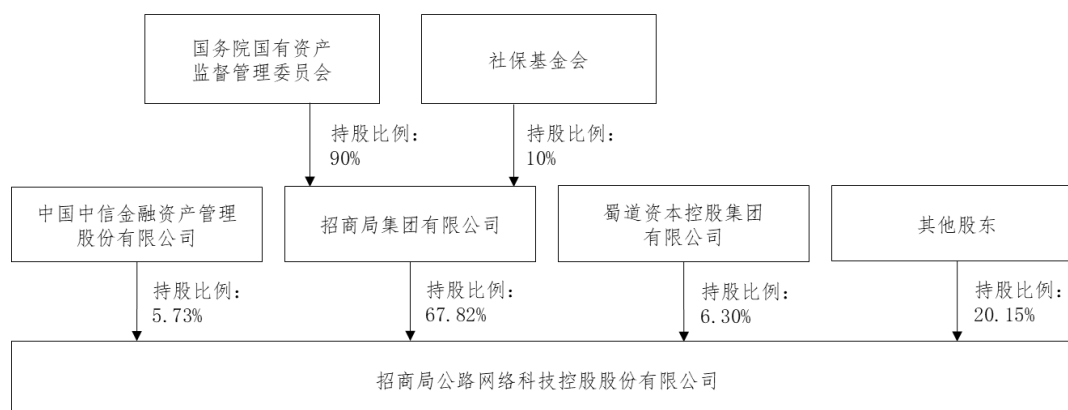 国务院国有资产
监督管理委员会
社保基金会
持股比例：
90%
持股比例：
10%
中国中信金融资产管理
股份有限公司
招商局集团有限公司
蜀道资本控股集团
有限公司
其他股东
持股比例：
5.73%
持股比例：
67.82%
持股比例：
6.30%
持股比例：
20.15%
招商局公路网络科技控股股份有限公司